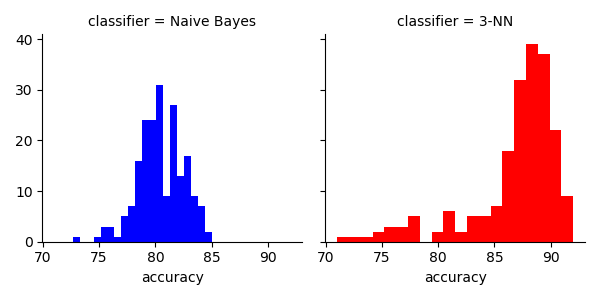 classifier = Naive Bayes
classifier = 3-NN
40
30
20
10
0
70 75 80 85 90
70 75 80 85 90
accuracy
accuracy